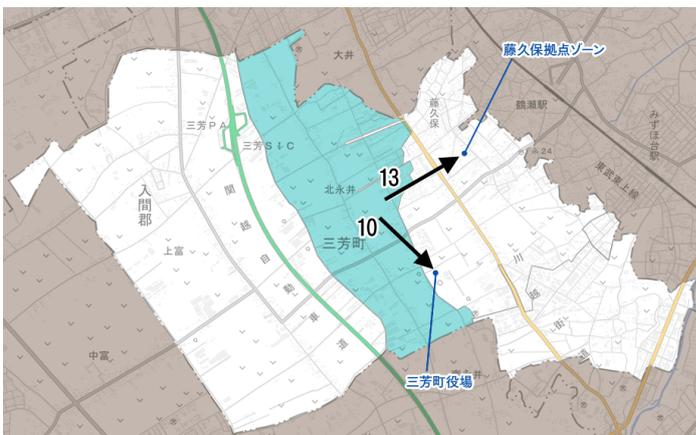 藤久保拠点ゾーン
大井
藤久保
鶴瀬駅
みずほ台駅
三芳PA
三芳SIC
24
東武東上線
13
北永井
入間郡
関越自動車道
10
三芳町
上富
川越街道
中富
三芳町役場
南永井